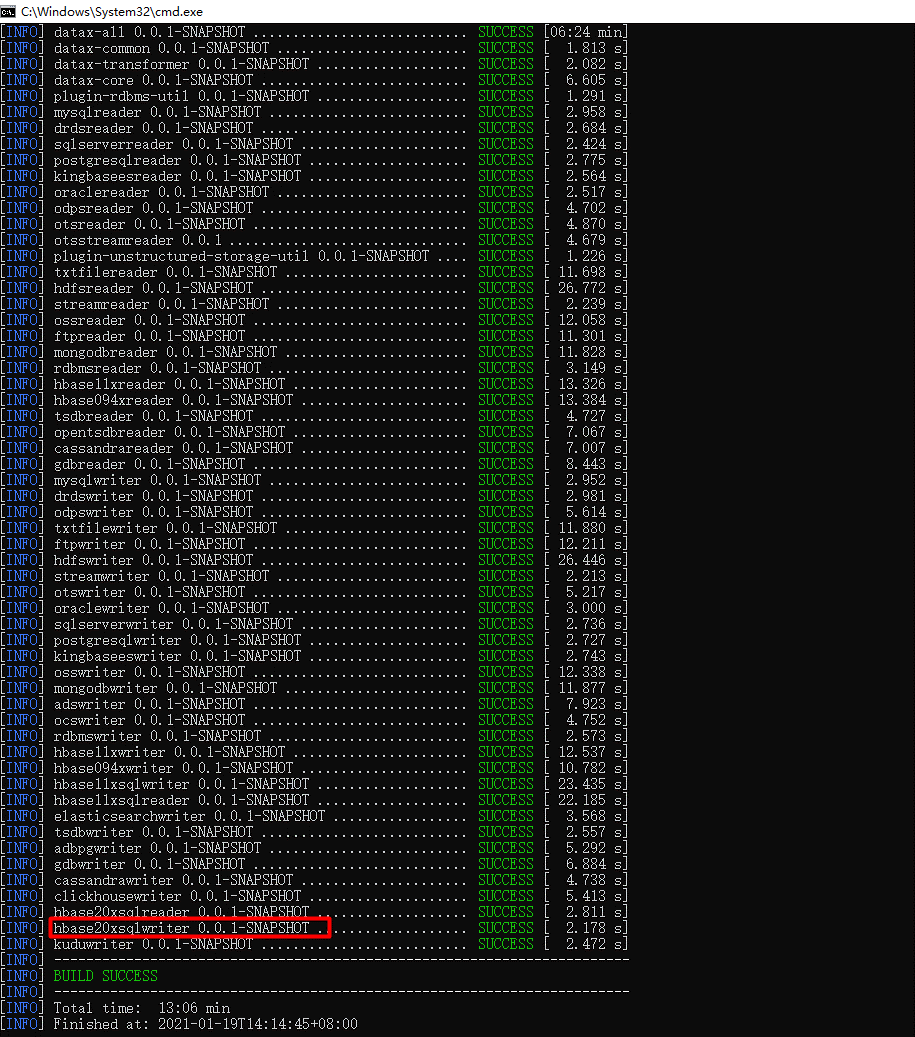 C:\Windows\System32\cmd.exe
[INFO] datax-all 0.0.1-SNAPSHOT ........................... SUCCESS [06:24 min]
[INFO] datax-common 0.0.1-SNAPSHOT ........................ SUCCESS [  1.813 s]
[INFO] datax-transformer 0.0.1-SNAPSHOT ................... SUCCESS [  2.082 s]
[INFO] datax-core 0.0.1-SNAPSHOT .......................... SUCCESS [  6.605 s]
[INFO] plugin-rdbms-util 0.0.1-SNAPSHOT ................... SUCCESS [  1.291 s]
[INFO] mysqlreader 0.0.1-SNAPSHOT ......................... SUCCESS [  2.958 s]
[INFO] drdsreader 0.0.1-SNAPSHOT .......................... SUCCESS [  2.684 s]
[INFO] sqlserverreader 0.0.1-SNAPSHOT ..................... SUCCESS [  2.424 s]
[INFO] postgresqlreader 0.0.1-SNAPSHOT .................... SUCCESS [  2.775 s]
[INFO] kingbaseesreader 0.0.1-SNAPSHOT .................... SUCCESS [  2.564 s]
[INFO] oraclereader 0.0.1-SNAPSHOT ........................ SUCCESS [  2.517 s]
[INFO] odpsreader 0.0.1-SNAPSHOT .......................... SUCCESS [  4.702 s]
[INFO] otsreader 0.0.1-SNAPSHOT ........................... SUCCESS [  4.870 s]
[INFO] otsstreamreader 0.0.1 .............................. SUCCESS [  4.679 s]
[INFO] plugin-unstructured-storage-util 0.0.1-SNAPSHOT .... SUCCESS [  1.226 s]
[INFO] txtfilereader 0.0.1-SNAPSHOT ....................... SUCCESS [ 11.698 s]
[INFO] hdfsreader 0.0.1-SNAPSHOT .......................... SUCCESS [ 26.772 s]
[INFO] streamreader 0.0.1-SNAPSHOT ........................ SUCCESS [  2.239 s]
[INFO] ossreader 0.0.1-SNAPSHOT ........................... SUCCESS [ 12.058 s]
[INFO] ftpreader 0.0.1-SNAPSHOT ........................... SUCCESS [ 11.301 s]
[INFO] mongodbreader 0.0.1-SNAPSHOT ....................... SUCCESS [ 11.828 s]
[INFO] rdbmsreader 0.0.1-SNAPSHOT ......................... SUCCESS [  3.149 s]
[INFO] hbase11xreader 0.0.1-SNAPSHOT ...................... SUCCESS [ 13.326 s]
[INFO] hbase094xreader 0.0.1-SNAPSHOT ..................... SUCCESS [ 13.384 s]
[INFO] tsdbreader 0.0.1-SNAPSHOT .......................... SUCCESS [  4.727 s]
[INFO] opentsdbreader 0.0.1-SNAPSHOT ...................... SUCCESS [  7.067 s]
[INFO] cassandrareader 0.0.1-SNAPSHOT ..................... SUCCESS [  7.007 s]
[INFO] gdbreader 0.0.1-SNAPSHOT ........................... SUCCESS [  8.443 s]
[INFO] mysqlwriter 0.0.1-SNAPSHOT ......................... SUCCESS [  2.952 s]
[INFO] drdswriter 0.0.1-SNAPSHOT .......................... SUCCESS [  2.981 s]
[INFO] odpswriter 0.0.1-SNAPSHOT .......................... SUCCESS [  5.614 s]
[INFO] txtfilewriter 0.0.1-SNAPSHOT ....................... SUCCESS [ 11.880 s]
[INFO] ftpwriter 0.0.1-SNAPSHOT ........................... SUCCESS [ 12.211 s]
[INFO] hdfswriter 0.0.1-SNAPSHOT .......................... SUCCESS [ 26.446 s]
[INFO] streamwriter 0.0.1-SNAPSHOT ........................ SUCCESS [  2.213 s]
[INFO] otswriter 0.0.1-SNAPSHOT ........................... SUCCESS [  5.217 s]
[INFO] oraclewriter 0.0.1-SNAPSHOT ........................ SUCCESS [  3.000 s]
[INFO] sqlserverwriter 0.0.1-SNAPSHOT ..................... SUCCESS [  2.736 s]
[INFO] postgresqlwriter 0.0.1-SNAPSHOT .................... SUCCESS [  2.727 s]
[INFO] kingbaseeswriter 0.0.1-SNAPSHOT .................... SUCCESS [  2.743 s]
[INFO] osswriter 0.0.1-SNAPSHOT ........................... SUCCESS [ 12.338 s]
[INFO] mongodbwriter 0.0.1-SNAPSHOT ....................... SUCCESS [ 11.877 s]
[INFO] adswriter 0.0.1-SNAPSHOT ........................... SUCCESS [  7.923 s]
[INFO] ocswriter 0.0.1-SNAPSHOT ........................... SUCCESS [  4.752 s]
[INFO] rdbmswriter 0.0.1-SNAPSHOT ......................... SUCCESS [  2.573 s]
[INFO] hbase11xwriter 0.0.1-SNAPSHOT ...................... SUCCESS [ 12.537 s]
[INFO] hbase094xwriter 0.0.1-SNAPSHOT ..................... SUCCESS [ 10.782 s]
[INFO] hbase11xsqlwriter 0.0.1-SNAPSHOT ................... SUCCESS [ 23.435 s]
[INFO] hbase11xsqlreader 0.0.1-SNAPSHOT ................... SUCCESS [ 22.185 s]
[INFO] elasticsearchwriter 0.0.1-SNAPSHOT ................. SUCCESS [  3.568 s]
[INFO] tsdbwriter 0.0.1-SNAPSHOT .......................... SUCCESS [  2.557 s]
[INFO] adbpgwriter 0.0.1-SNAPSHOT ......................... SUCCESS [  5.292 s]
[INFO] gdbwriter 0.0.1-SNAPSHOT ........................... SUCCESS [  6.884 s]
[INFO] cassandrawriter 0.0.1-SNAPSHOT ..................... SUCCESS [  4.738 s]
[INFO] clickhousewriter 0.0.1-SNAPSHOT .................... SUCCESS [  5.413 s]
[INFO] hbase20xsqlreader 0.0.1-SNAPSHOT ................... SUCCESS [  2.811 s]
[INFO] hbase20xsqlwriter 0.0.1-SNAPSHOT ................... SUCCESS [  2.178 s]
[INFO] kuduwriter 0.0.1-SNAPSHOT .......................... SUCCESS [  2.472 s]
[INFO] ------------------------------------------------------------------------
[INFO] BUILD SUCCESS
[INFO] ------------------------------------------------------------------------
[INFO] Total time:  13:06 min
[INFO] Finished at: 2021-01-19T14:14:45+08:00